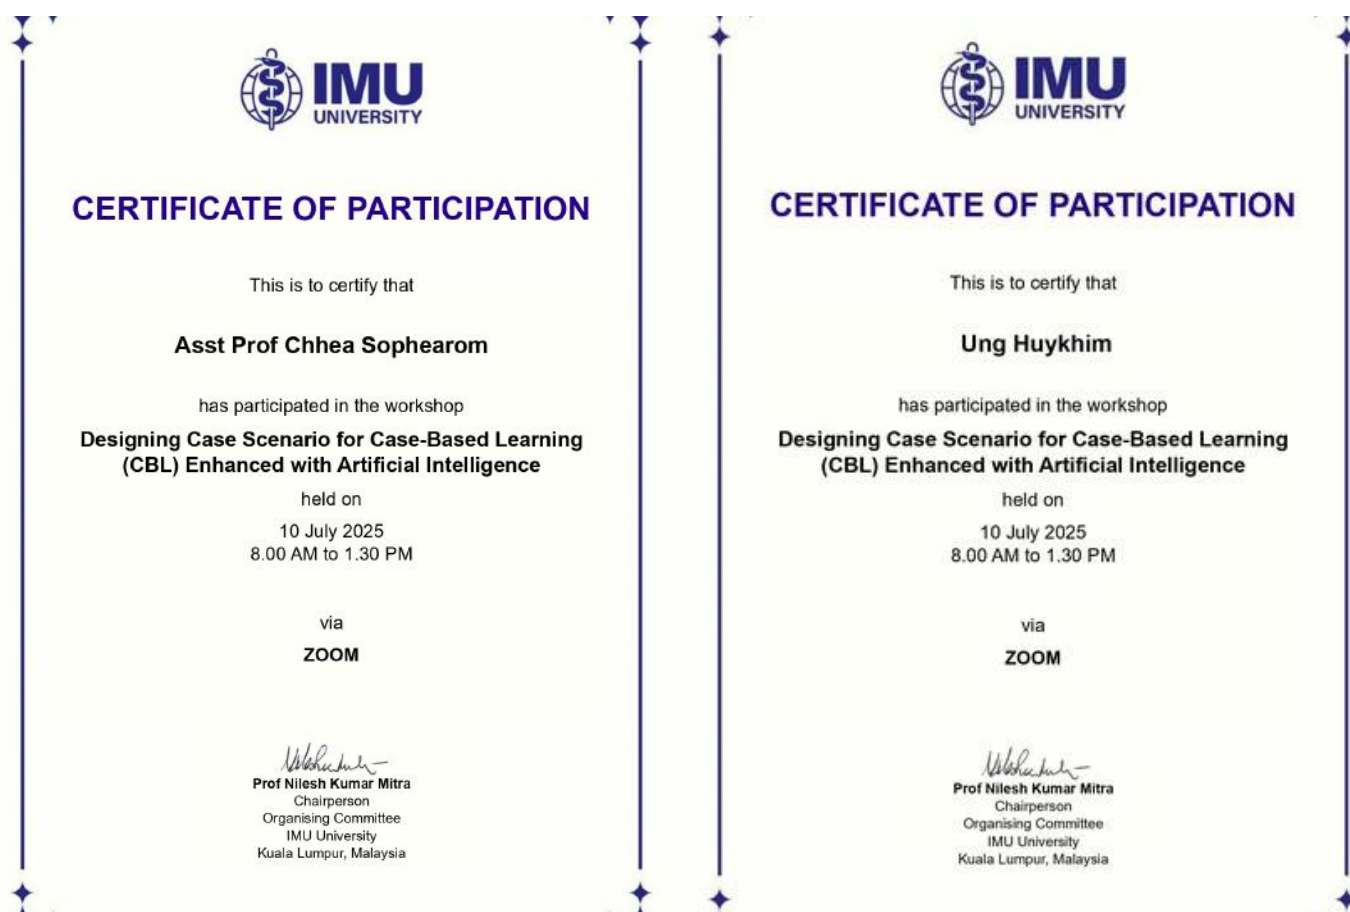 IMU
UNIVERSITY
CERTIFICATE OF PARTICIPATION
This is to certify that
Asst Prof Chhea Sophearom
has participated in the workshop
Designing Case Scenario for Case-Based Learning
(CBL) Enhanced with Artificial Intelligence
held on
10 July 2025
8.00 AM to 1.30 PM
via
ZOOM
Prof Nilesh Kumar Mitra
Chairperson
Organising Committee
IMU University
Kuala Lumpur, Malaysia
IMU
UNIVERSITY
CERTIFICATE OF PARTICIPATION
This is to certify that
Ung Huykhim
has participated in the workshop
Designing Case Scenario for Case-Based Learning
(CBL) Enhanced with Artificial Intelligence
held on
10 July 2025
8.00 AM to 1.30 PM
via
ZOOM
Prof Nilesh Kumar Mitra
Chairperson
Organising Committee
IMU University
Kuala Lumpur, Malaysia